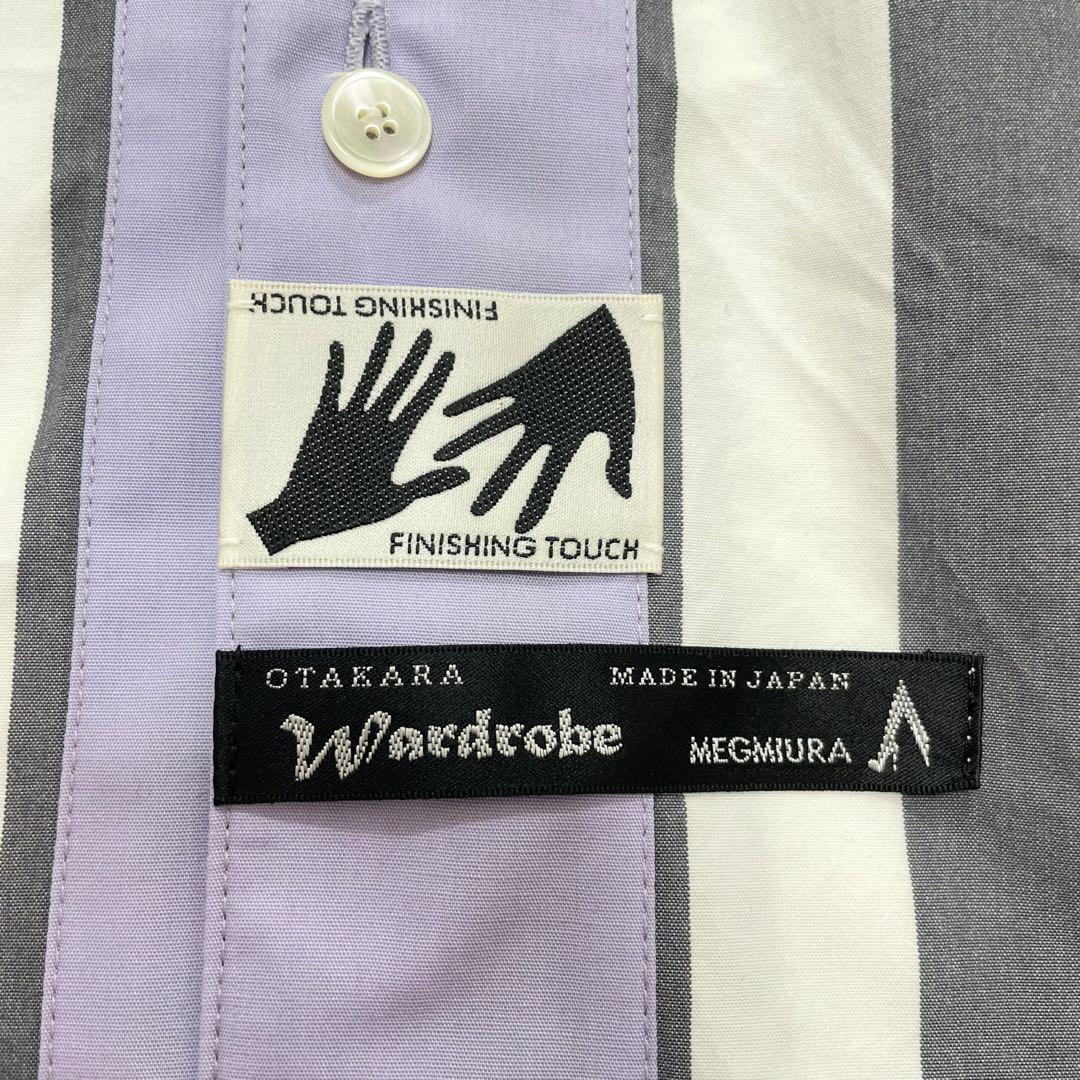 FINISHING TOUCH
FINISHING TOUCH
OTAKARA
MADE IN JAPAN
Wardrobe
MEGMIURA